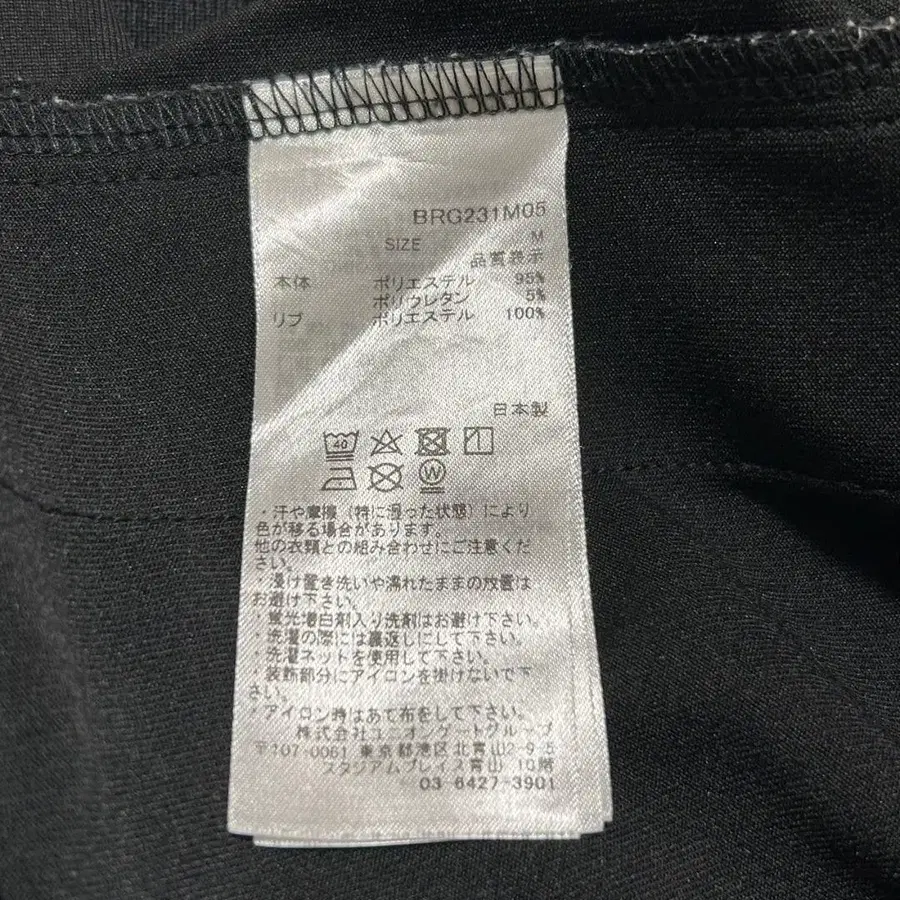 BRG231M05
SIZE M
品質表示
本体 ポリエステル 95%
ポリウレタン 5%
リブ ポリエステル 100%
日本製
40
W
・汗や摩擦（特に湿った状態）により
色が移る場合があります。
他の衣類との組み合わせにご注意くだ
さい。
・浸け置き洗いや濡れたままの放置は
お避け下さい。
・蛍光増白剤入り洗剤はお避け下さい。
・洗濯の際には裏返しにして下さい。
・洗濯ネットを使用して下さい。
・装飾部分にアイロンを掛けないで下
さい。
・アイロン時はあて布をして下さい。
株式会社ユニオンゲートグループ
〒107-0061 東京都港区北青山2-9-5
スタジアムプレイス青山 10階
03-6427-3901